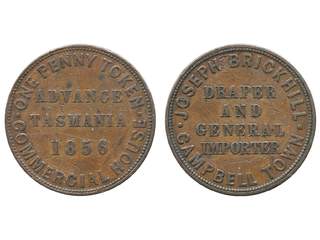 ONE PENNY TOKEN
ADVANCE
TASMANIA
1856
COMMERCIAL HOUSE
JOSEPH BRICKHILL
DRAPER
AND
GENERAL
IMPORTER
CAMPBELL TOWN